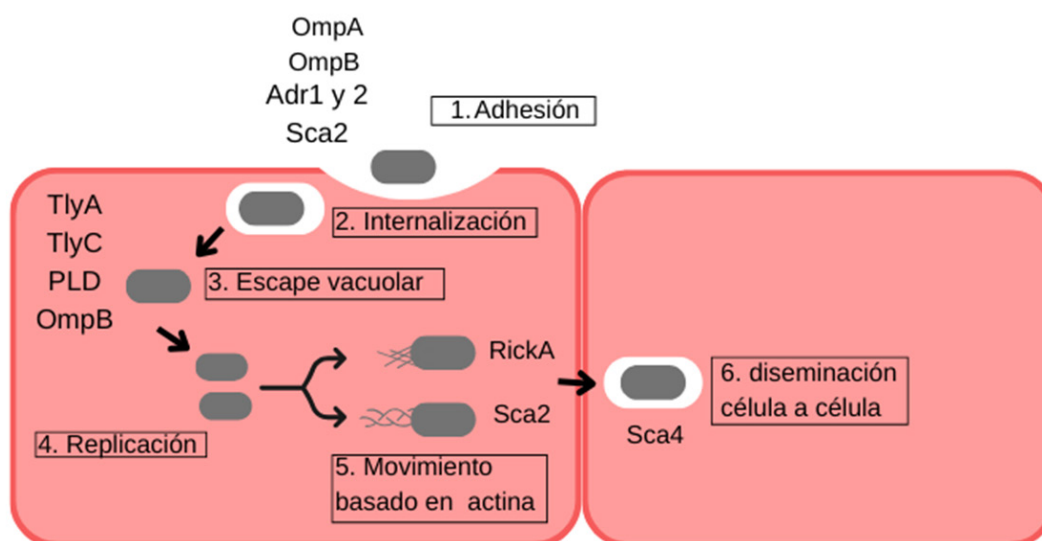 OmpA
OmpB
Adr1 y 2
Sca2
1. Adhesión
2. Internalización
TlyA
TlyC
PLD
OmpB
3. Escape vacuolar
4. Replicación
RickA
Sca2
5. Movimiento
basado en actina
6. diseminación
célula a célula
Sca4